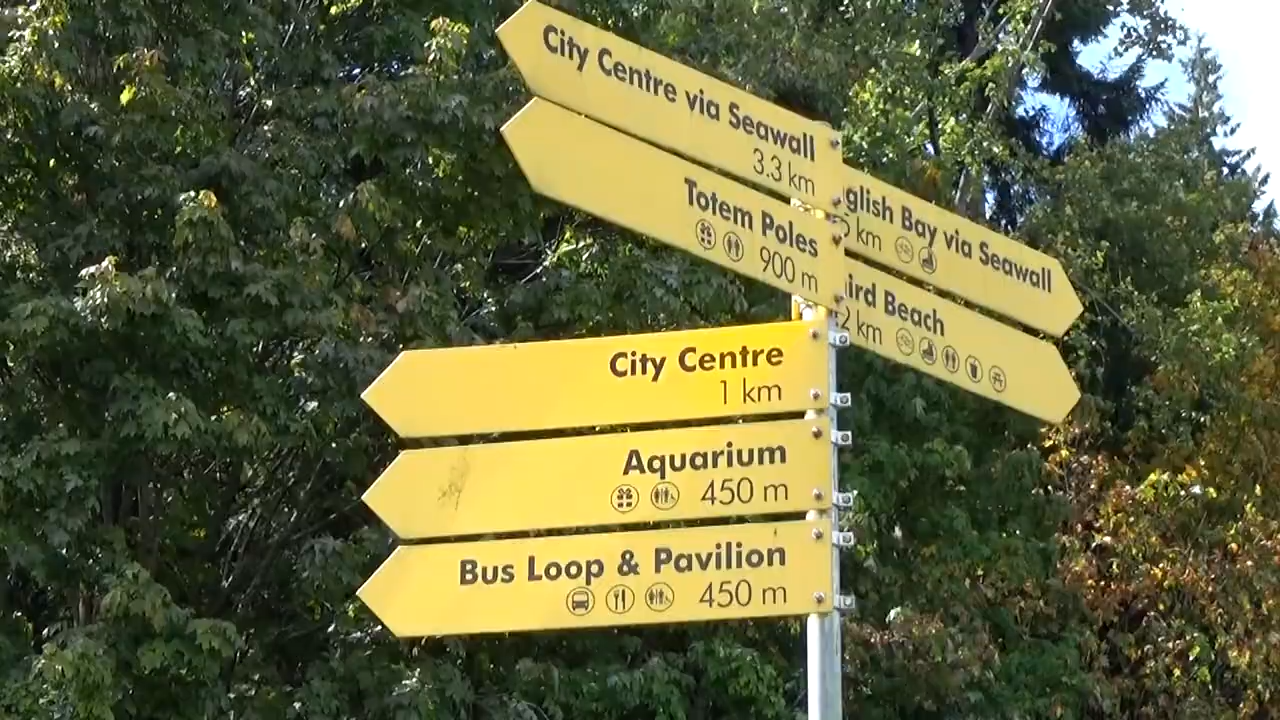 City Centre via Seawall
3.3 km
Totem Poles
900 m
glish Bay via Seawall
km
ird Beach
2 km
City Centre
1 km
Aquarium
450 m
Bus Loop & Pavilion
450 m